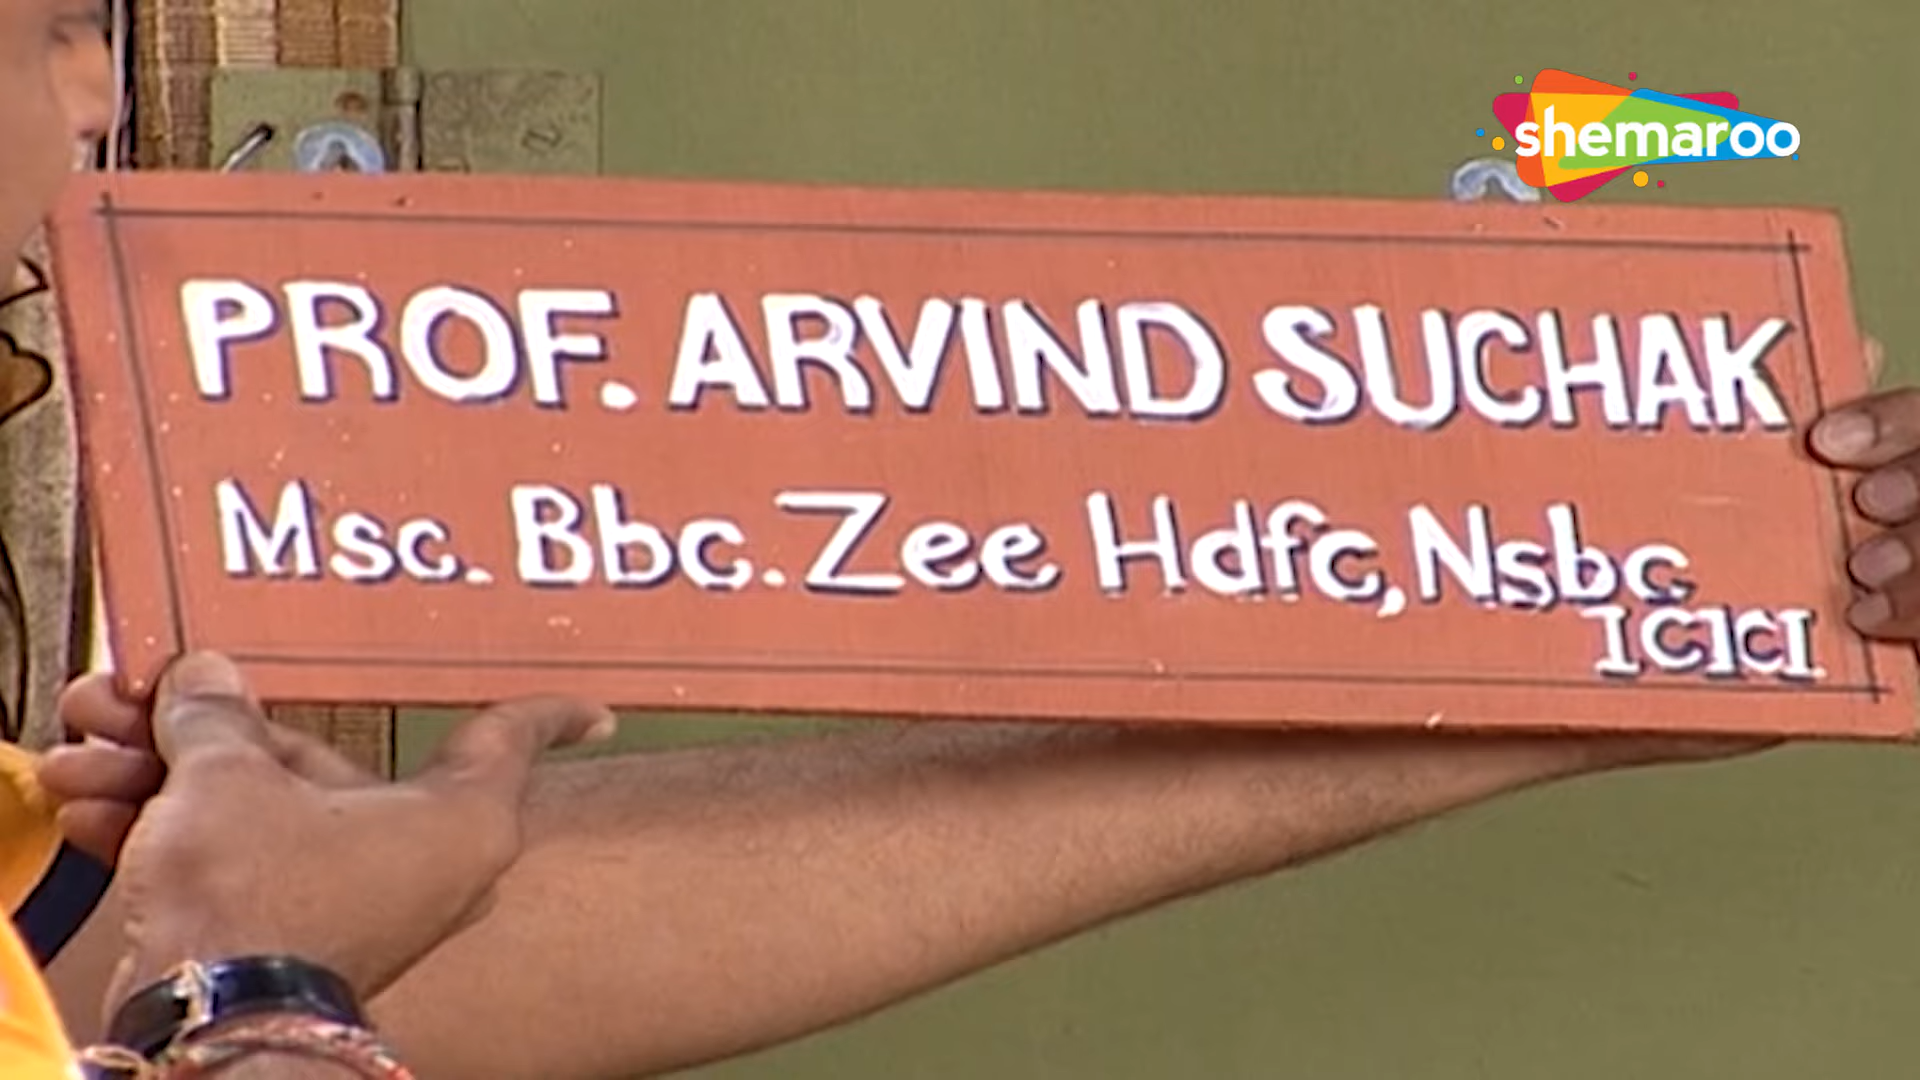 shemaroo
PROF. ARVIND SUCHAK
Msc. Bbc. Zee Hdfc, Nsbc
ICICI